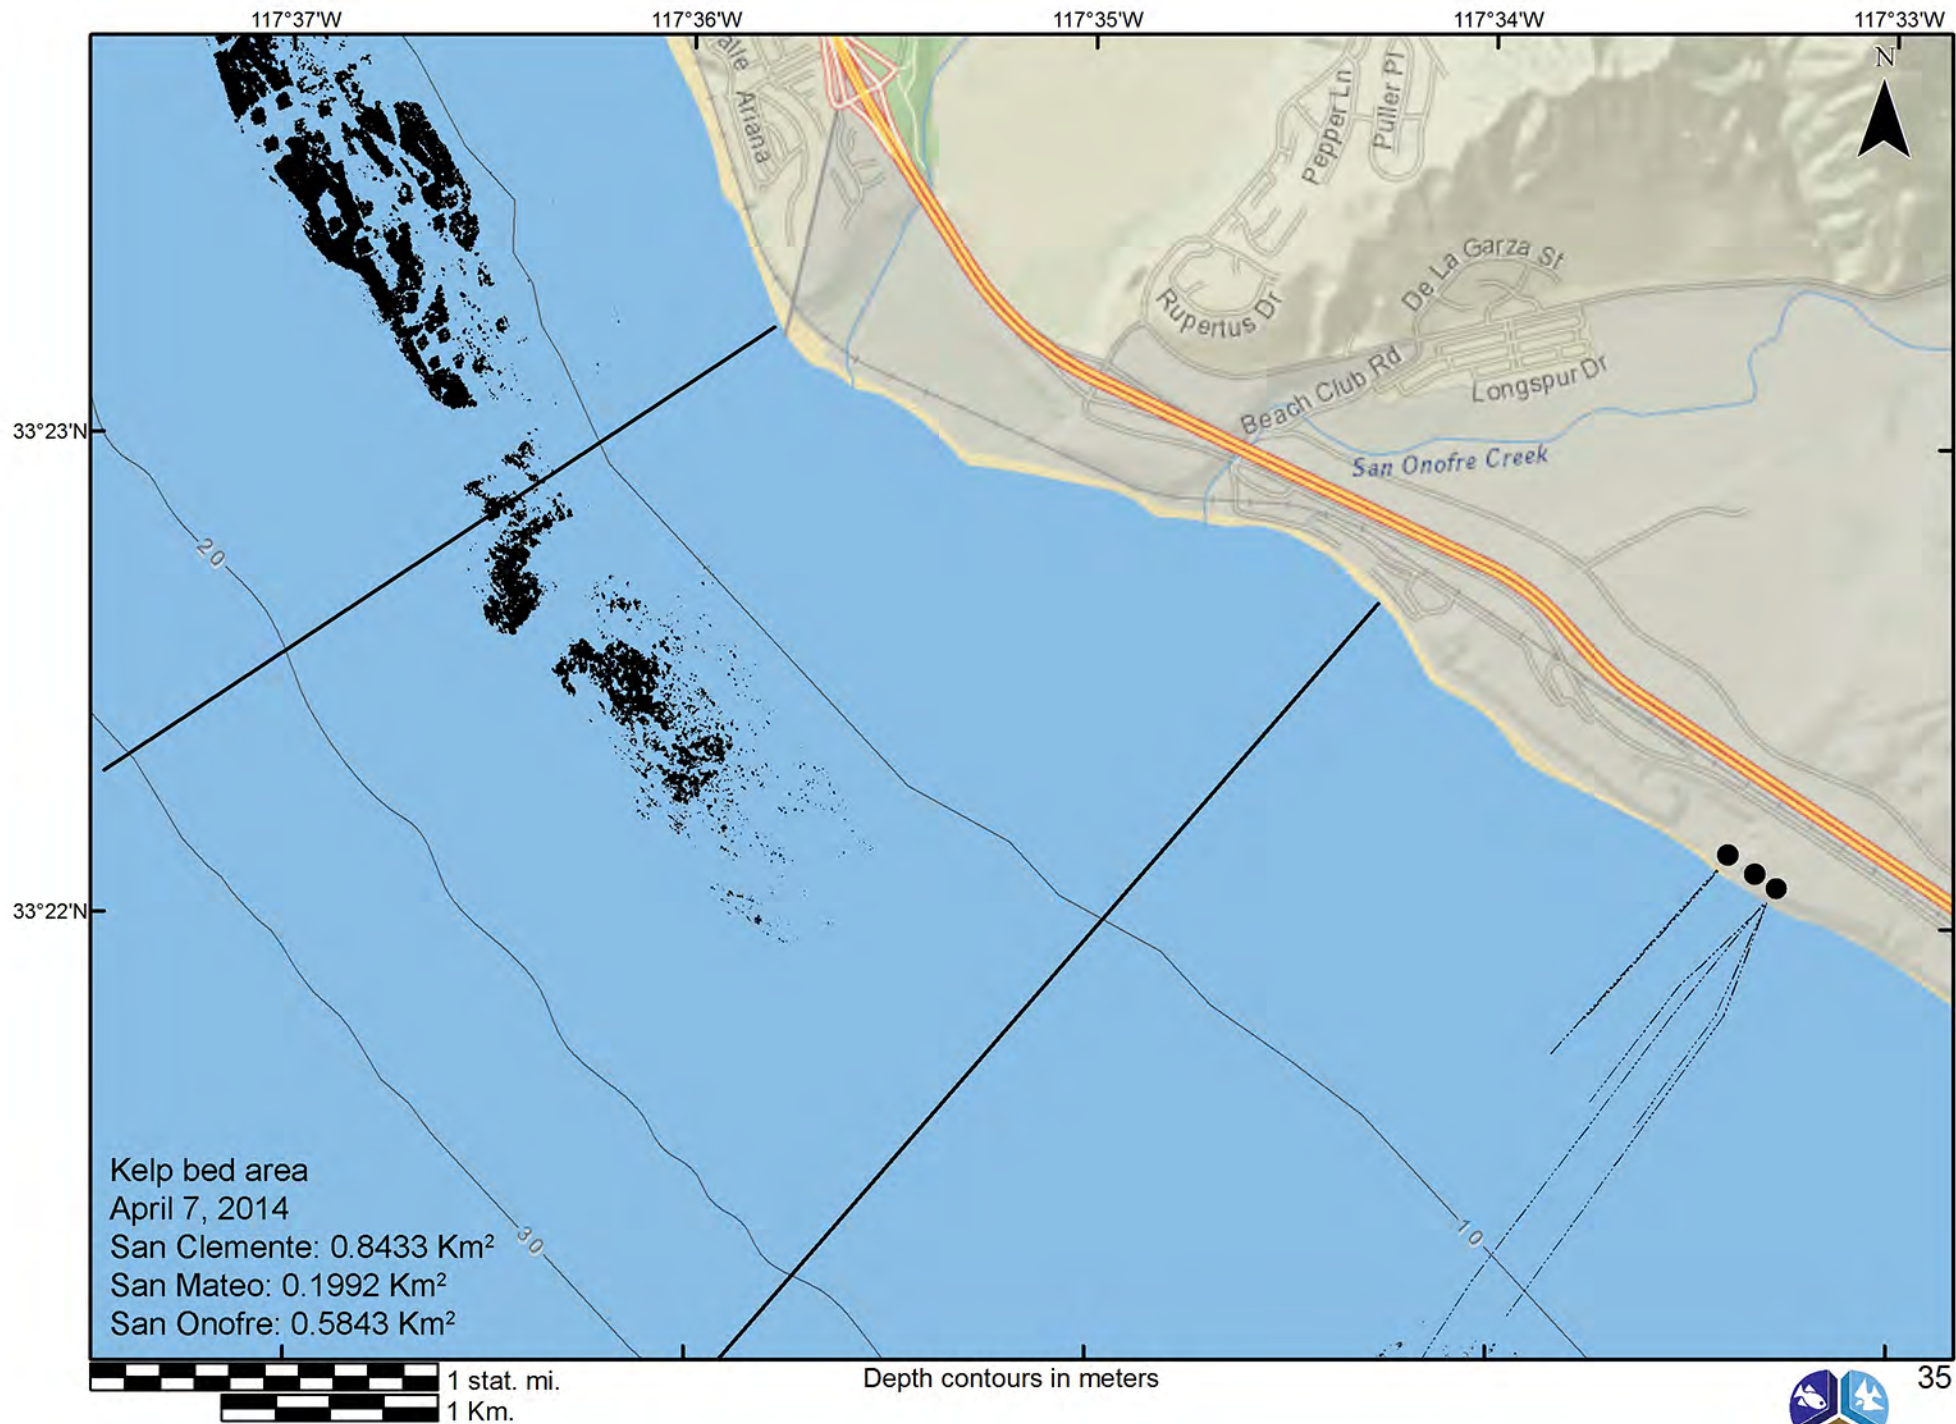 117°37'W
117°36'W
117°35'W
117°34'W
117°33'W
N
alle
Ariana
Pepper Ln
Puller Pl
De La Garza St
Rupertus Dr
Beach Club Rd
Longspur Dr
San Onofre Creek
33°23'N
20
33°22'N
30
10
Kelp bed area
April 7, 2014
San Clemente: 0.8433 Km²
San Mateo: 0.1992 Km²
San Onofre: 0.5843 Km²
1 stat. mi.
1 Km.
Depth contours in meters
35